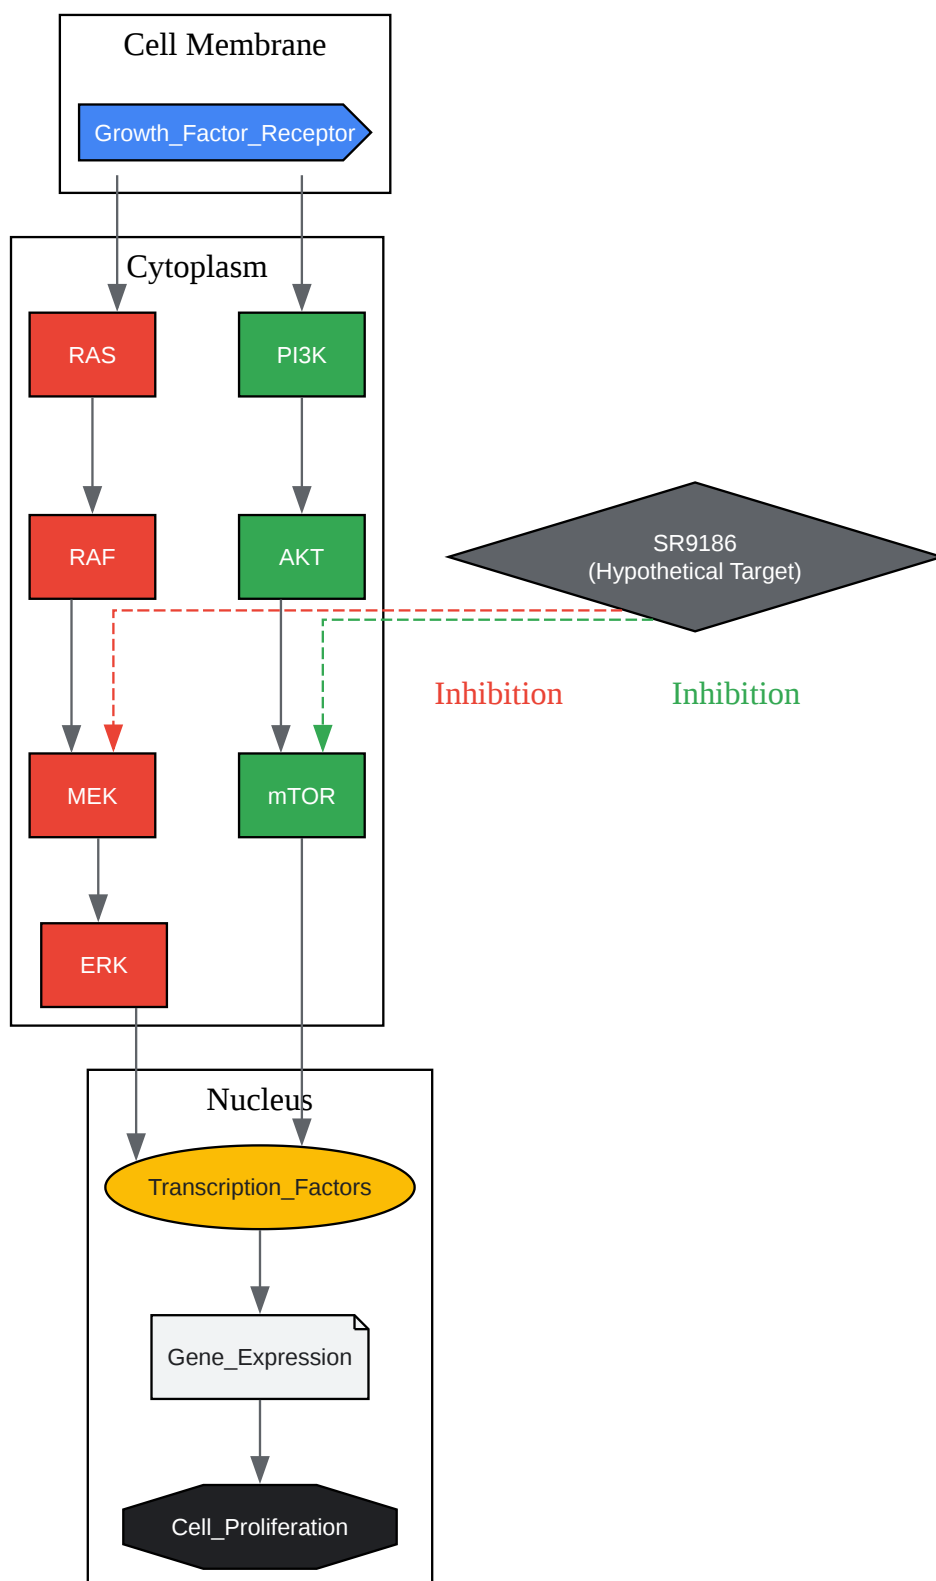 Cell Membrane
Growth_Factor_Receptor
Cytoplasm
RAS
PI3K
RAF
AKT
SR9186
(Hypothetical Target)
Inhibition
Inhibition
MEK
mTOR
ERK
Nucleus
Transcription_Factors
Gene_Expression
Cell_Proliferation